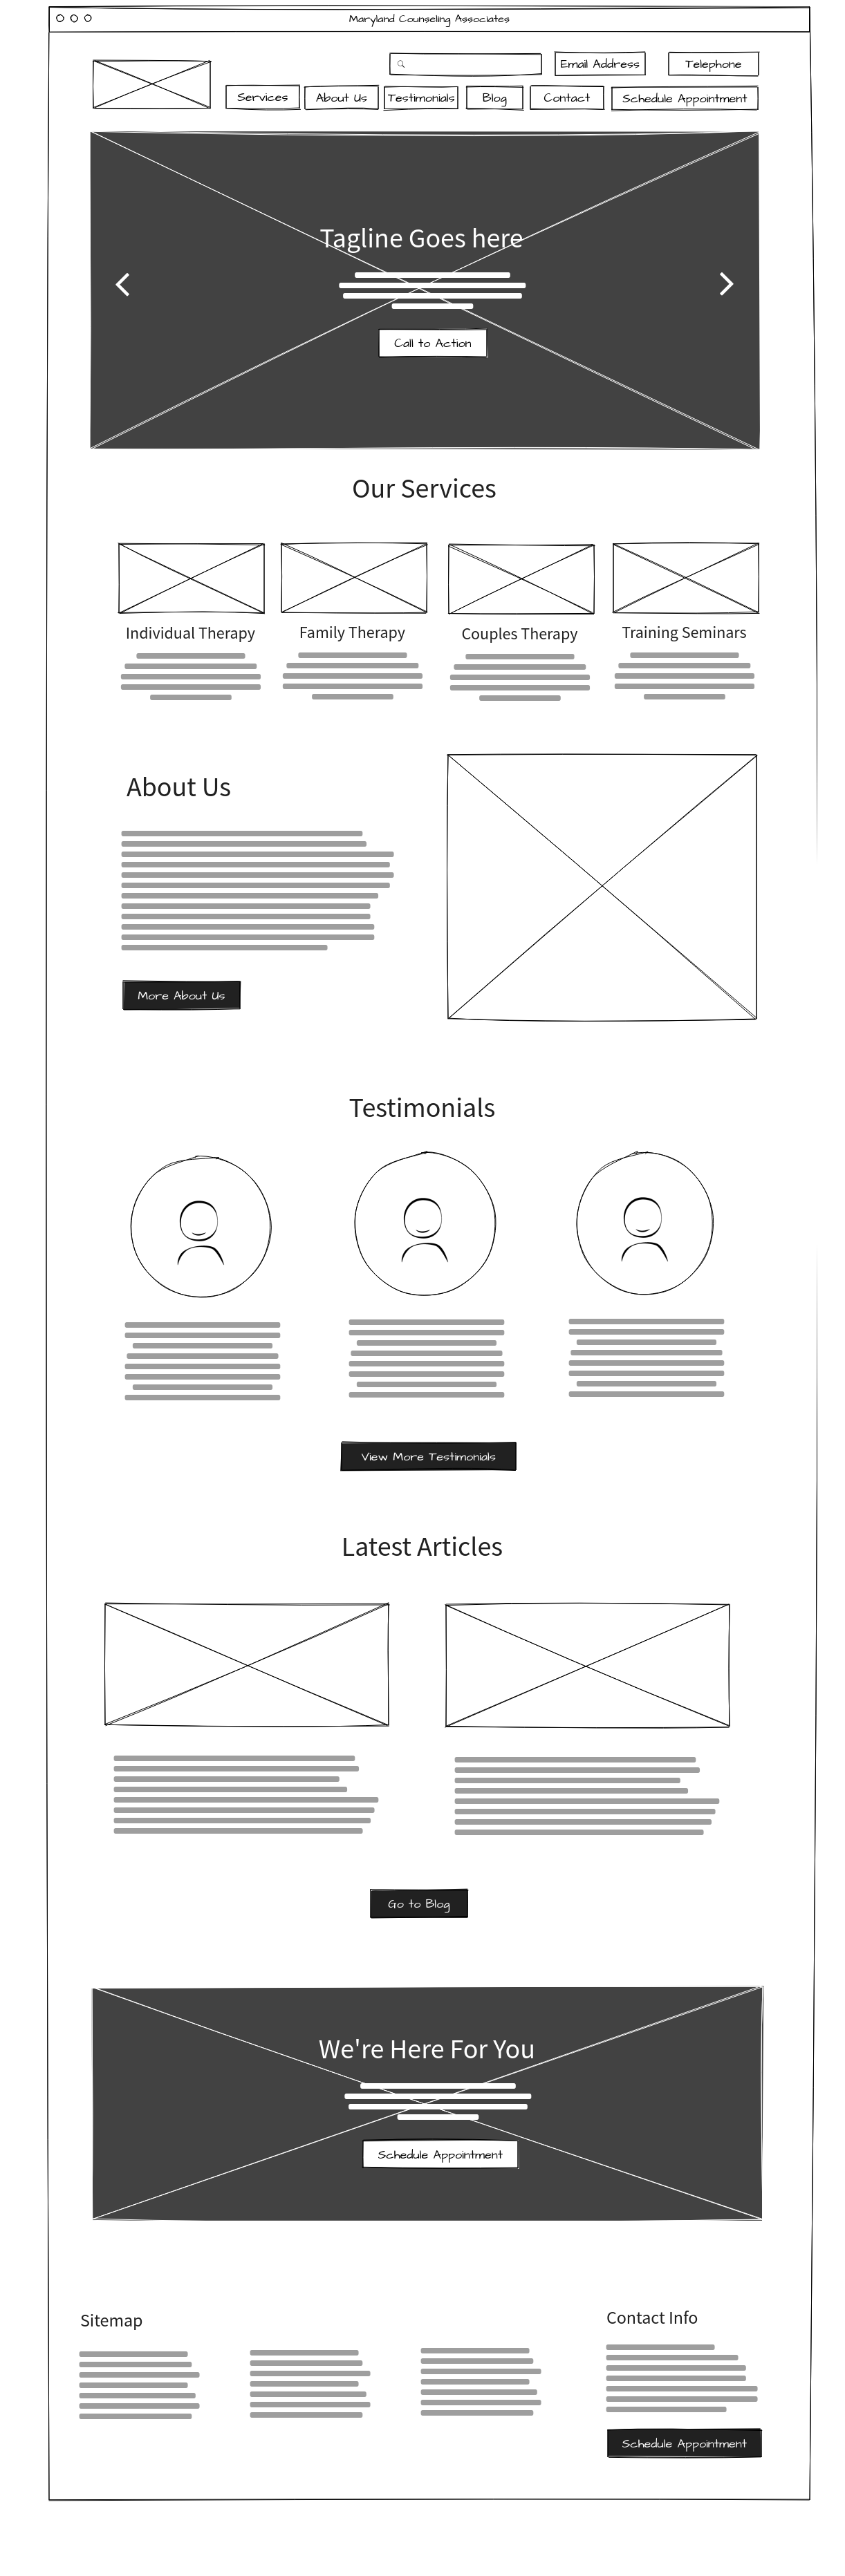 Maryland Counseling Associates
Email Address
Telephone
Services
About Us
Testimonials
Blog
Contact
Schedule Appointment
Tagline Goes here
Call to Action
Our Services
Individual Therapy
Family Therapy
Couples Therapy
Training Seminars
About Us
More About Us
Testimonials
View More Testimonials
Latest Articles
Go to Blog
We're Here For You
Schedule Appointment
Sitemap
Contact Info
Schedule Appointment